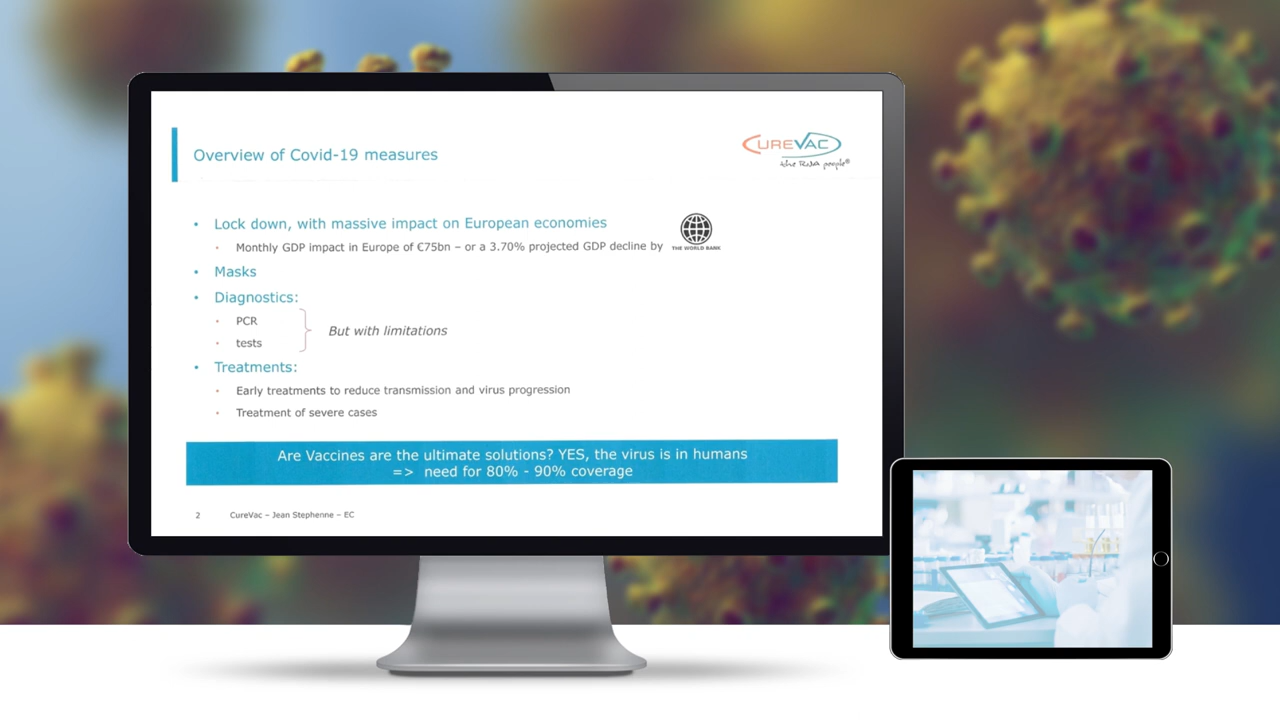 Overview of Covid-19 measures
CUREVAC
the RNA people®
• Lock down, with massive impact on European economies
• Monthly GDP impact in Europe of €75bn – or a 3.70% projected GDP decline by
THE WORLD BANK
• Masks
• Diagnostics:
• PCR
• tests
But with limitations
• Treatments:
• Early treatments to reduce transmission and virus progression
• Treatment of severe cases
Are Vaccines are the ultimate solutions? YES, the virus is in humans
=> need for 80% - 90% coverage
2 CureVac – Jean Stephenne – EC